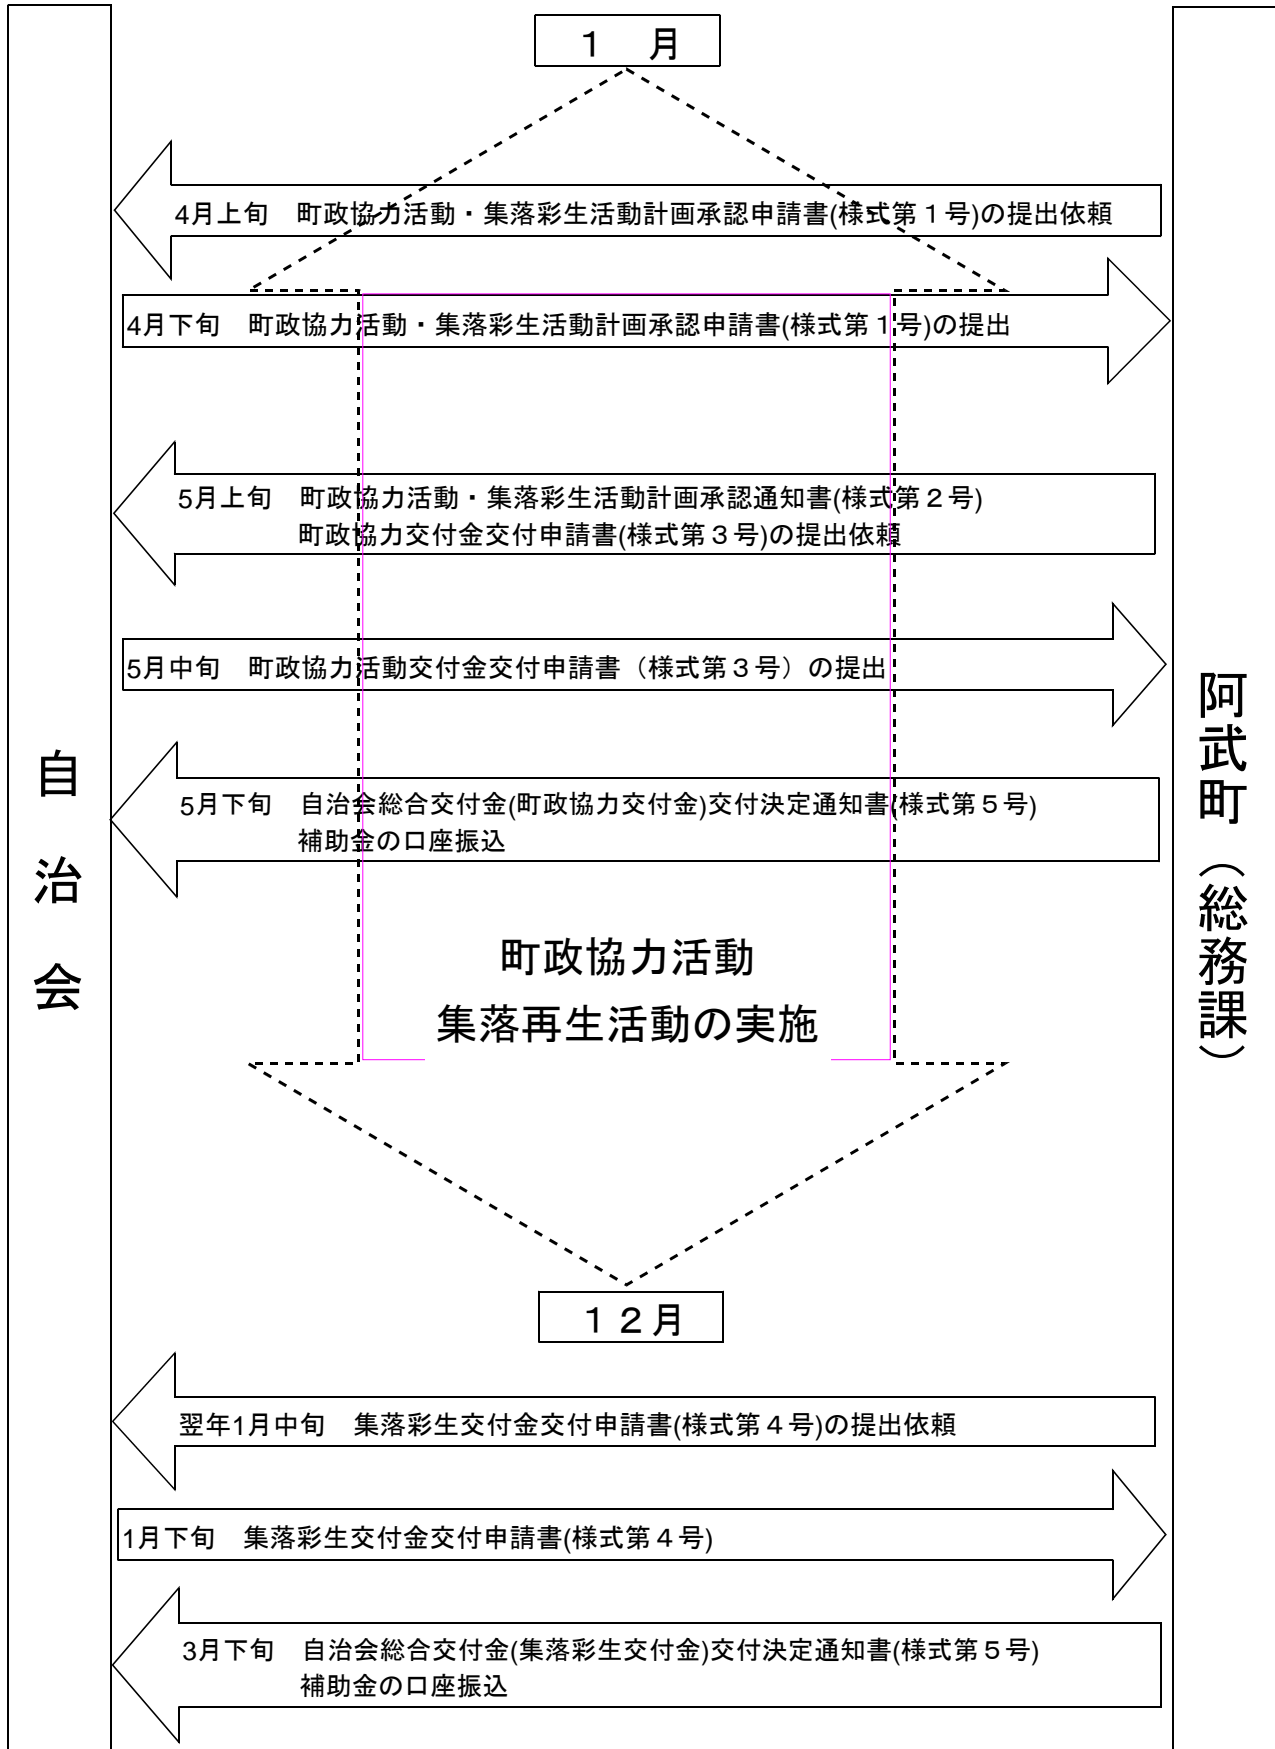 １　月
4月上旬　町政協力活動・集落彩生活動計画承認申請書(様式第１号)の提出依頼
4月下旬　町政協力活動・集落彩生活動計画承認申請書(様式第１号)の提出
5月上旬　町政協力活動・集落彩生活動計画承認通知書(様式第２号)
町政協力交付金交付申請書(様式第３号)の提出依頼
5月中旬　町政協力活動交付金交付申請書（様式第３号）の提出
5月下旬　自治会総合交付金(町政協力交付金)交付決定通知書(様式第５号)
補助金の口座振込
自治会
阿武町（総務課）
町政協力活動
集落再生活動の実施
１２月
翌年1月中旬　集落彩生交付金交付申請書(様式第４号)の提出依頼
1月下旬　集落彩生交付金交付申請書(様式第４号)
3月下旬　自治会総合交付金(集落彩生交付金)交付決定通知書(様式第５号)
補助金の口座振込